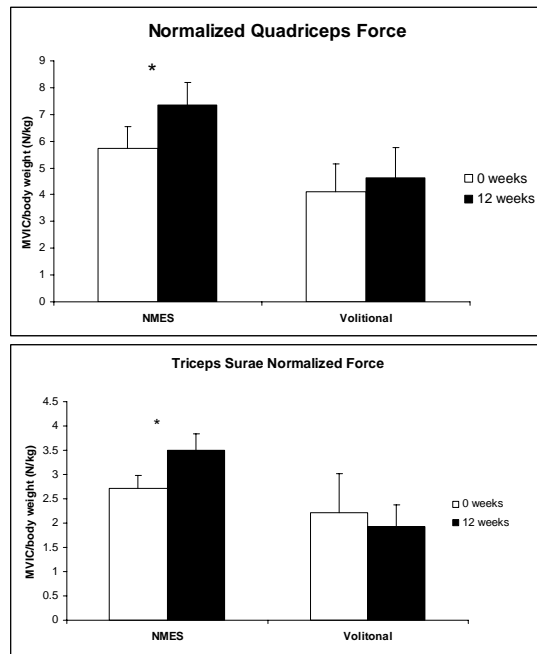 Normalized Quadriceps Force
*
9
8
7
6
5
4
3
2
1
0
MVIC/body weight (N/kg)
NMES Volitional
0 weeks
12 weeks
Triceps Surae Normalized Force
*
4.5
4
3.5
3
2.5
2
1.5
1
0.5
0
MVIC/body weight (N/kg)
NMES Volitonal
0 weeks
12 weeks